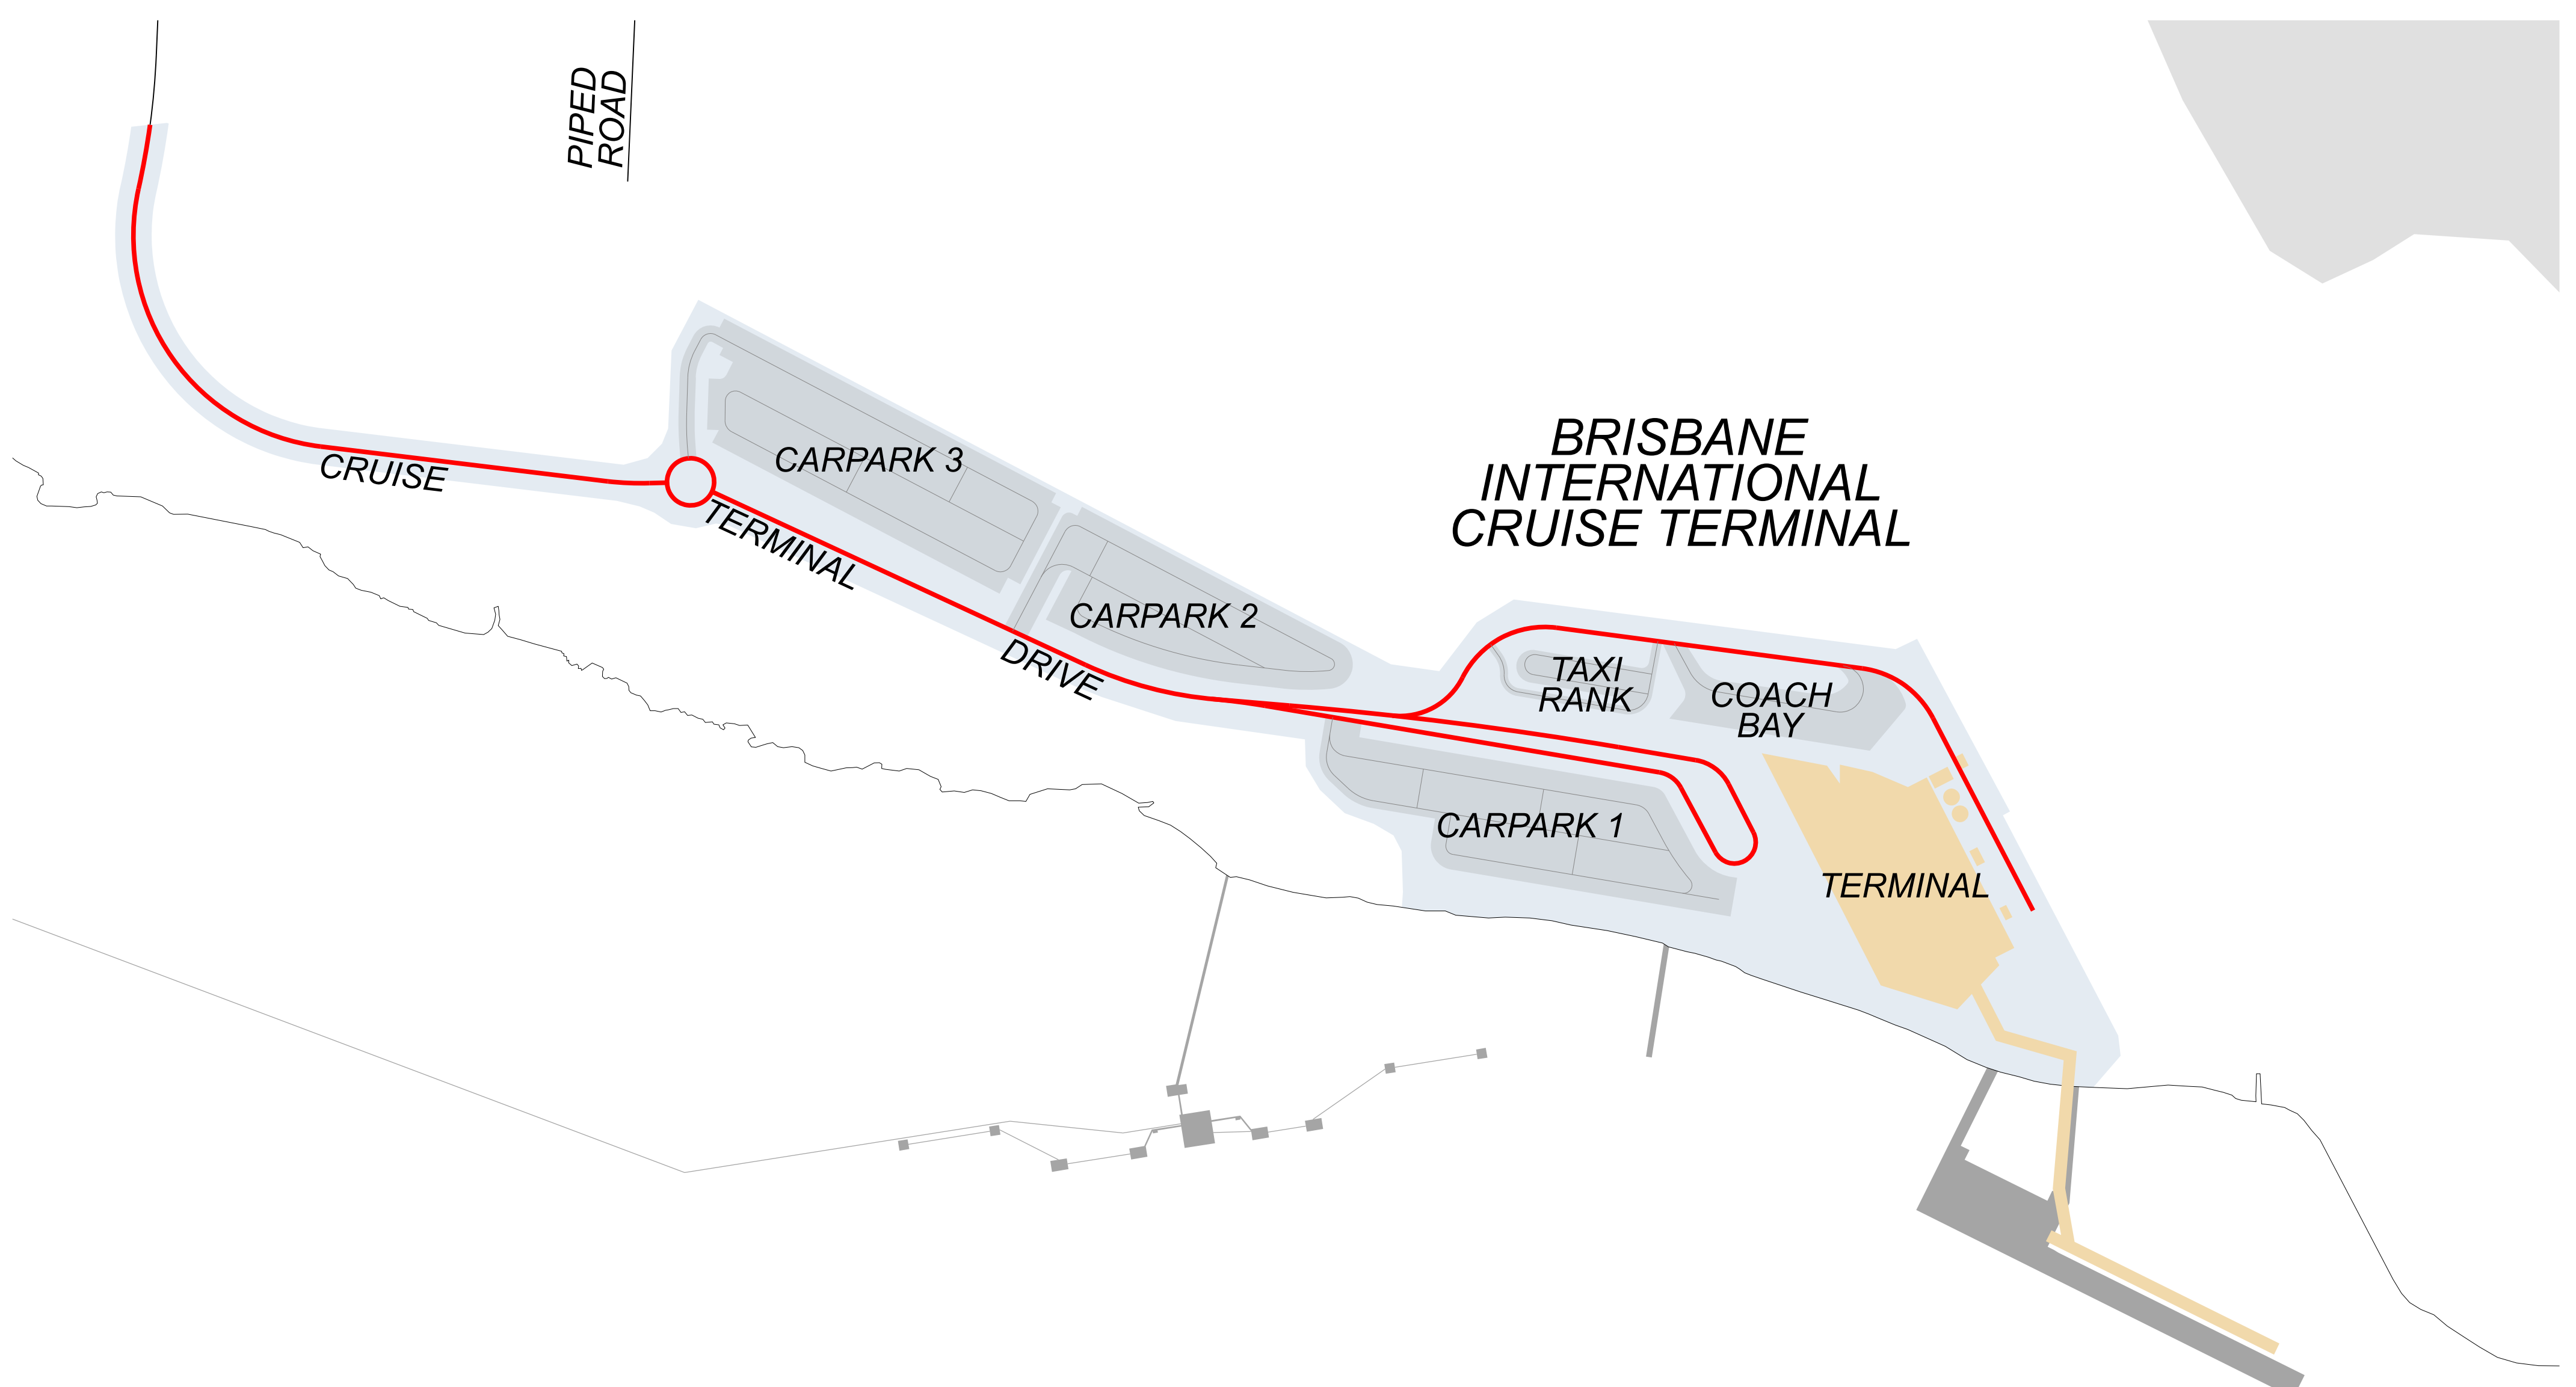 PIPED
ROAD
BRISBANE
INTERNATIONAL
CRUISE TERMINAL
CARPARK 3
CRUISE
TERMINAL
DRIVE
CARPARK 2
TAXI
RANK
COACH
BAY
CARPARK 1
TERMINAL